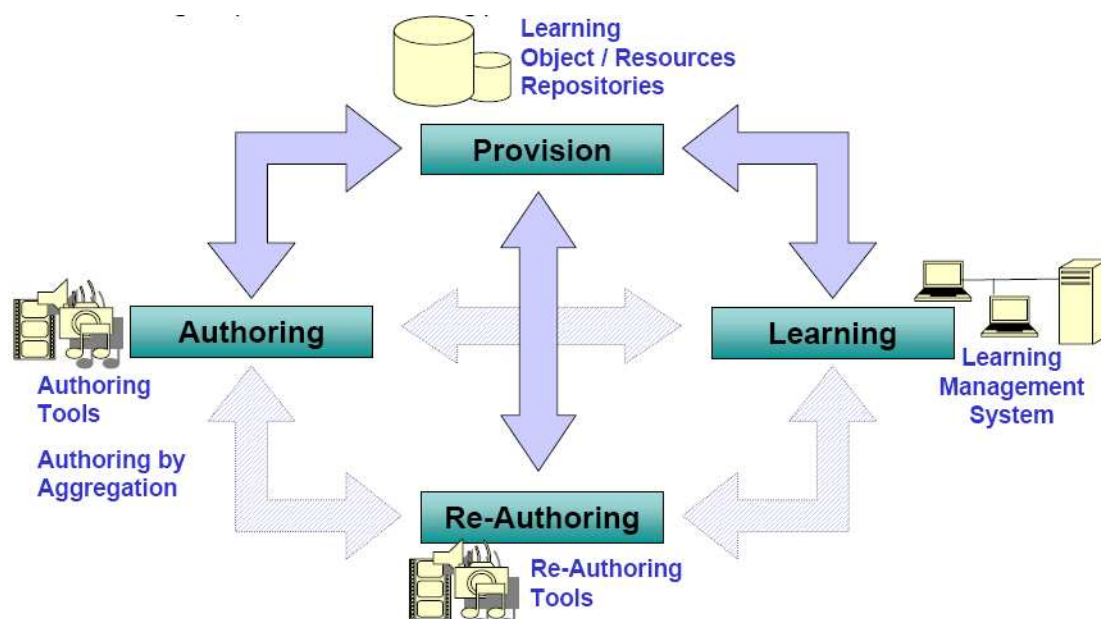 Learning
Object / Resources
Repositories
Provision
Authoring
Learning
Authoring
Tools
Learning
Management
System
Authoring by
Aggregation
Re-Authoring
Re-Authoring
Tools